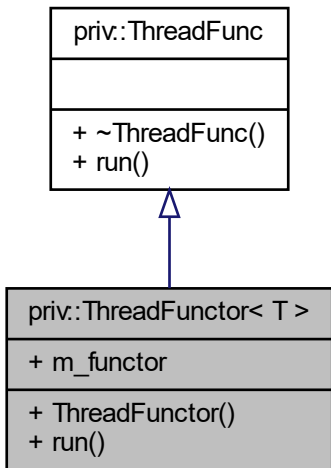 priv::ThreadFunc
+ ~ThreadFunc()
+ run()
priv::ThreadFunctor< T >
+ m_functor
+ ThreadFunctor()
+ run()